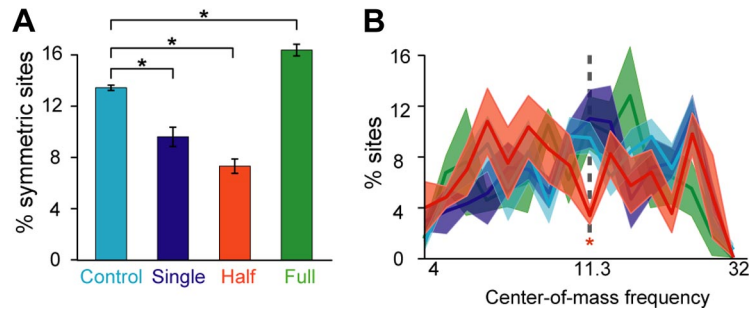 A
% symmetric sites
16
12
8
4
0
*
*
*
Control Single Half Full
B
% sites
16
12
8
4
0
*
4 11.3 32
Center-of-mass frequency